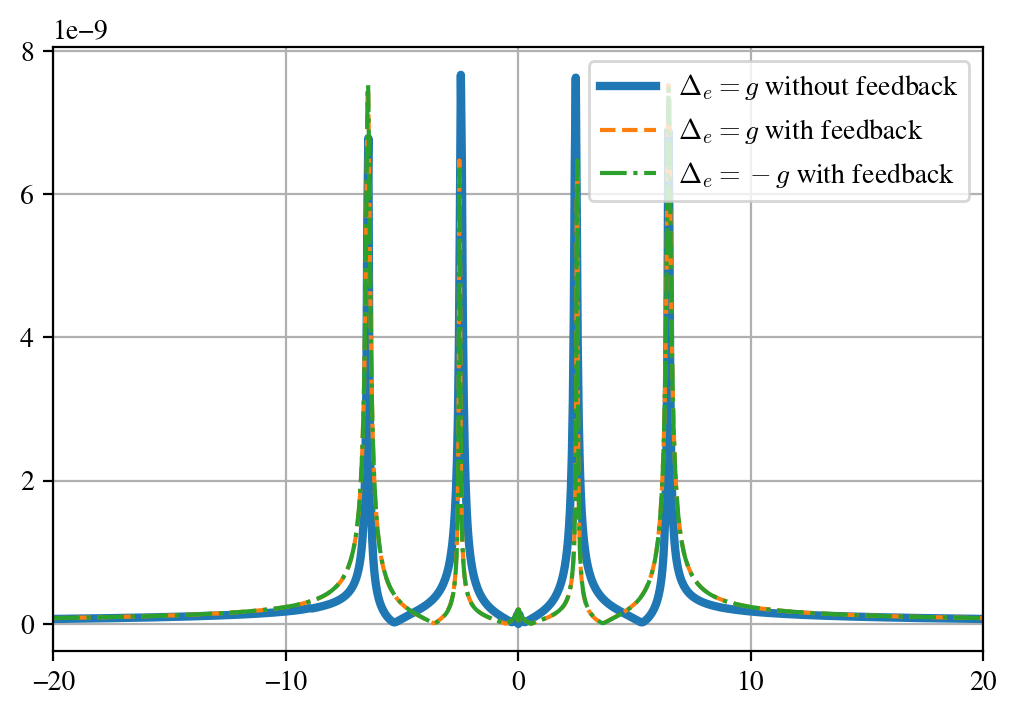 1e−9
8
6
4
2
0
Δₑ = g without feedback
Δₑ = g with feedback
Δₑ = −g with feedback
−20 −10 0 10 20